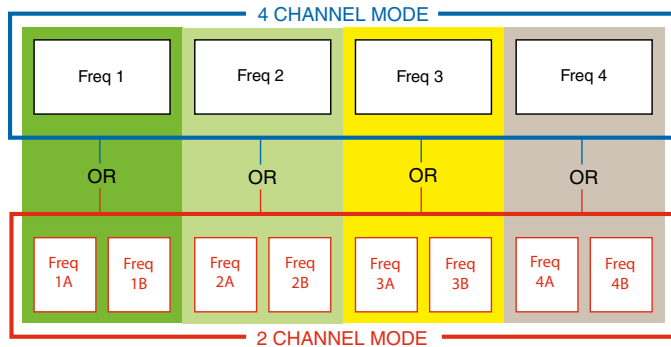 4 CHANNEL MODE
Freq 1
Freq 2
Freq 3
Freq 4
OR
OR
OR
OR
Freq
1A
Freq
1B
Freq
2A
Freq
2B
Freq
3A
Freq
3B
Freq
4A
Freq
4B
2 CHANNEL MODE